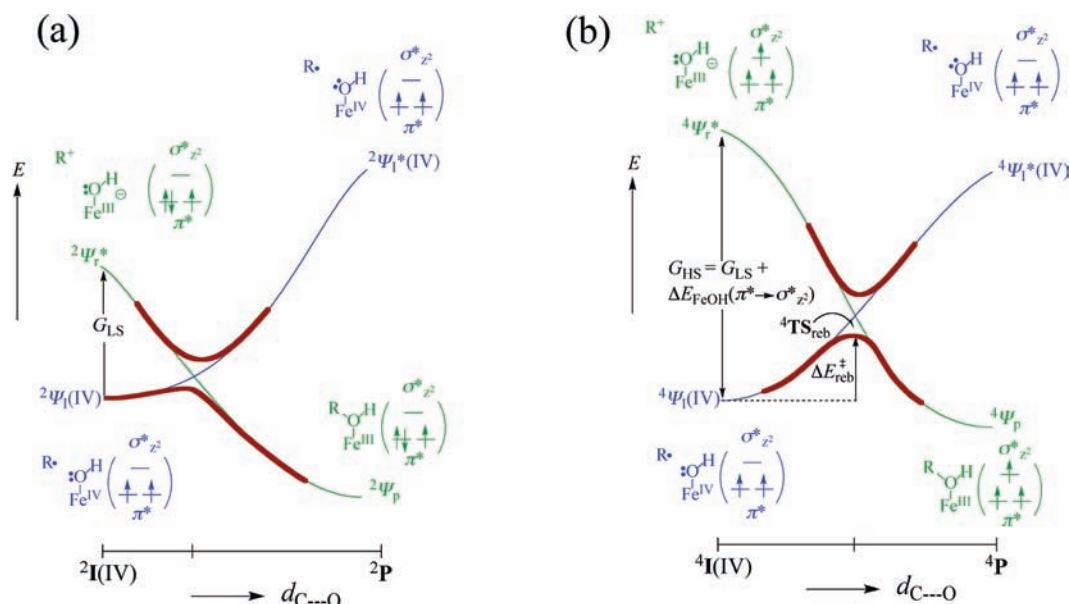 (a)
R•
σ*z²
H
O
Fe^IV
π*
²Ψ_I*(IV)
E
R⁺
σ*z²
H
O
Fe^III ⊖
π*
²Ψ_r*
G_LS
²Ψ_I(IV)
R•
σ*z²
H
O
Fe^IV
π*
R
σ*z²
O H
Fe^III
π*
²Ψ_p
²I(IV)
²P
d_C---O
(b)
R⁺
σ*z²
H
O
Fe^III ⊖
π*
⁴Ψ_r*
R•
σ*z²
H
O
Fe^IV
π*
⁴Ψ_I*(IV)
E
G_HS = G_LS +
ΔE_FeOH(π*→σ*z²)
⁴TS_reb
ΔE_reb‡
⁴Ψ_I(IV)
⁴Ψ_p
R•
σ*z²
H
O
Fe^IV
π*
R
σ*z²
O H
Fe^III
π*
⁴I(IV)
⁴P
d_C---O